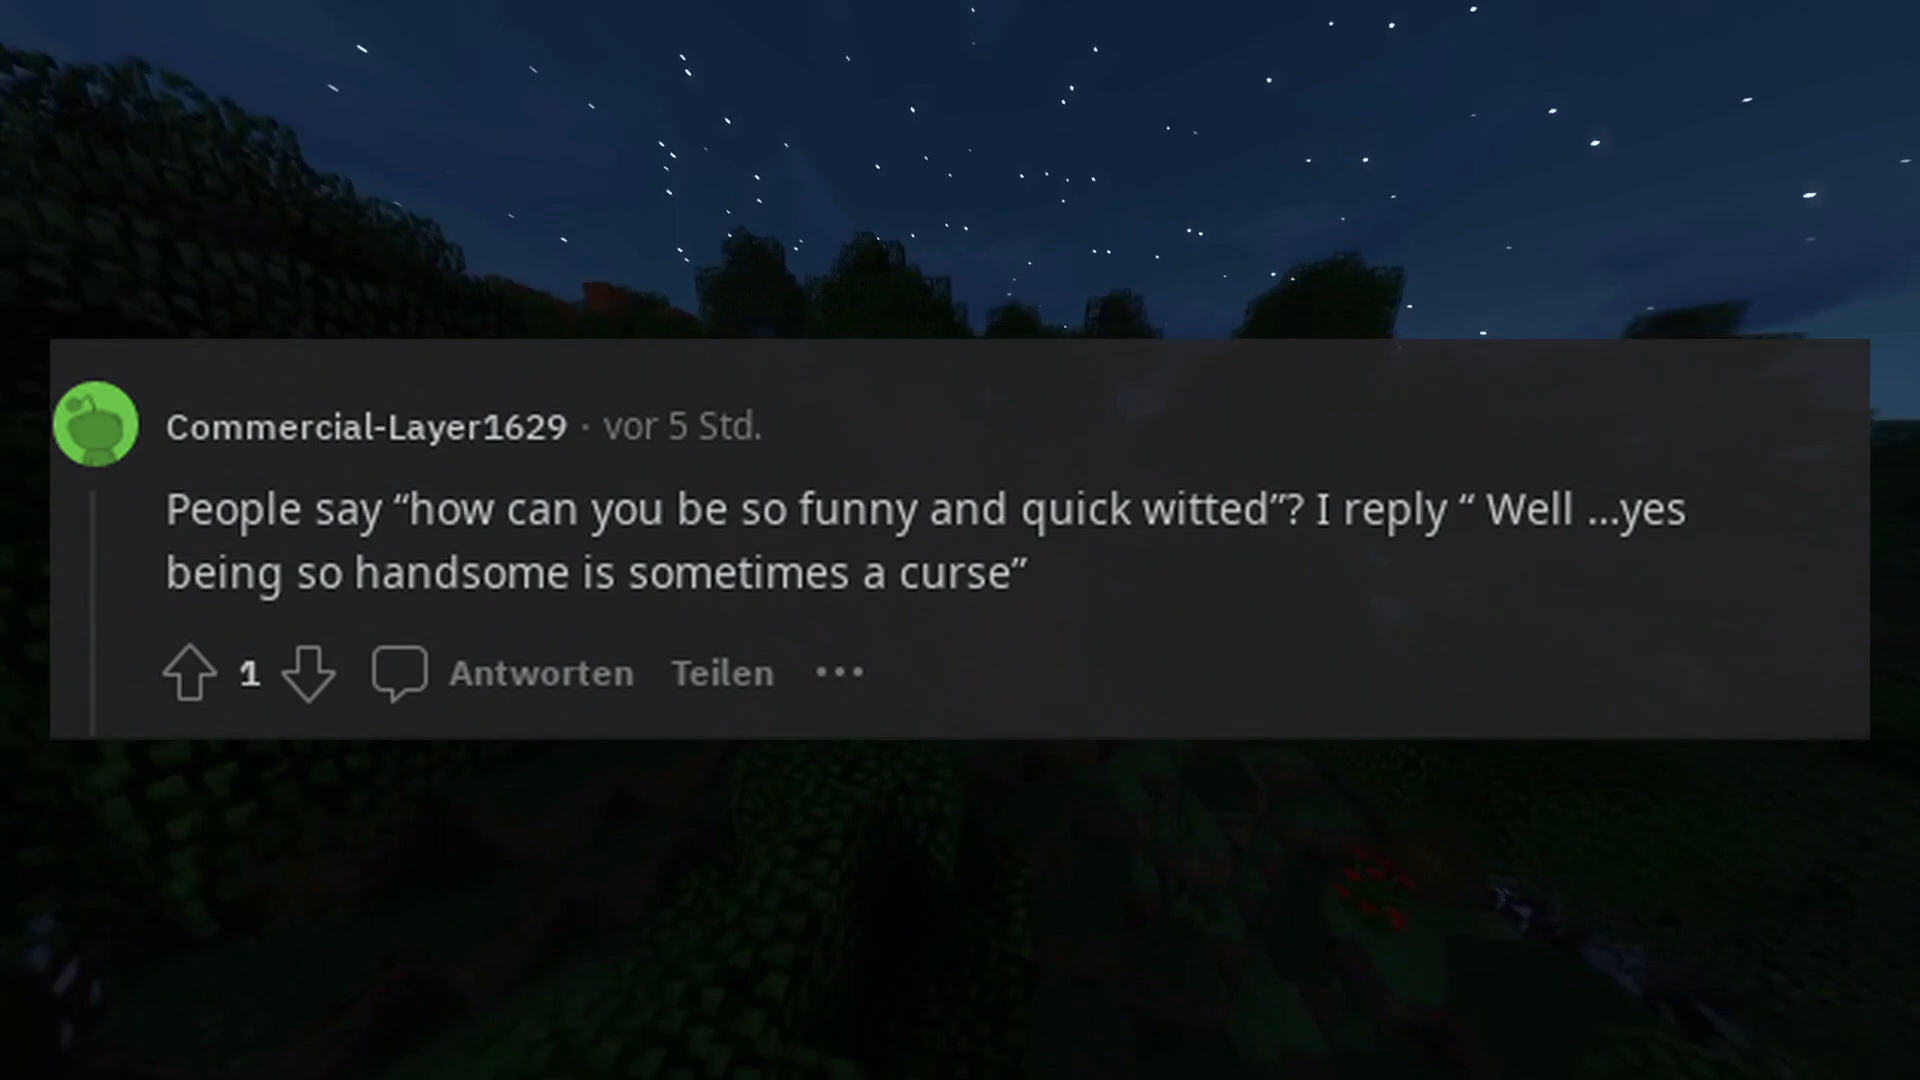 Commercial-Layer1629 · vor 5 Std.
People say “how can you be so funny and quick witted”? I reply “ Well ...yes
being so handsome is sometimes a curse”
1 Antworten Teilen •••